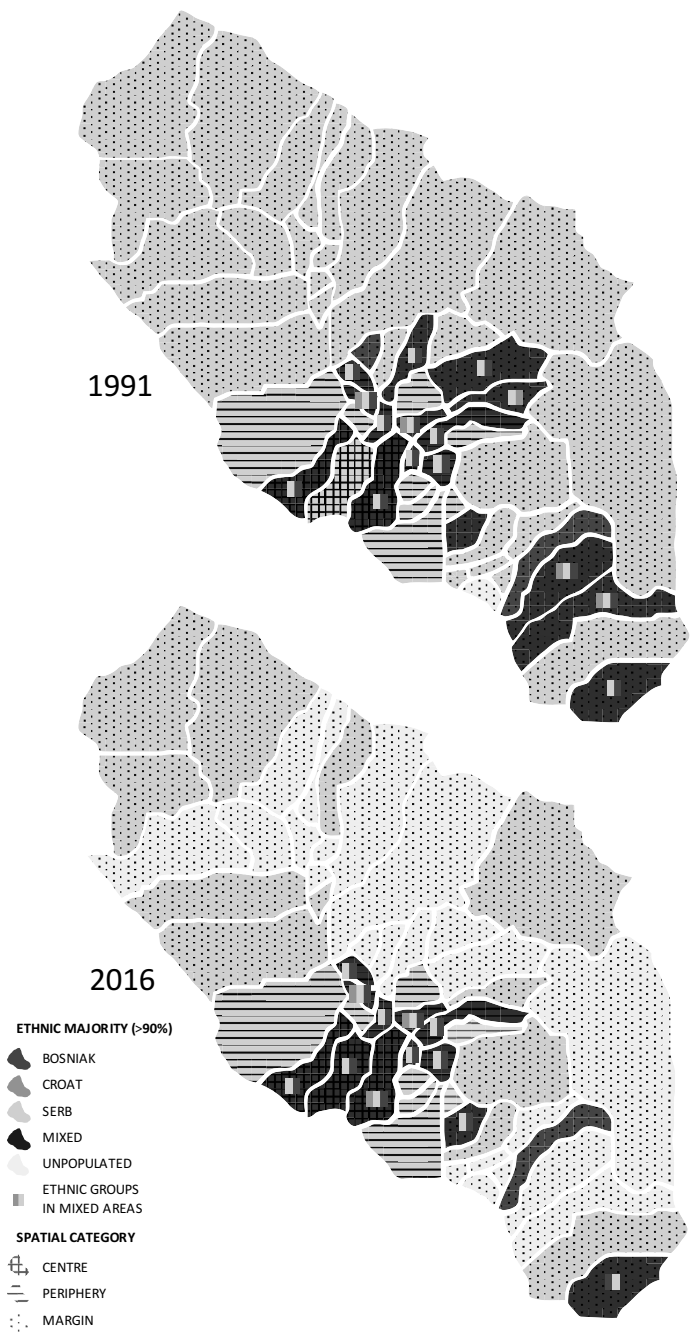 1991
2016
ETHNIC MAJORITY (>90%)
BOSNIAK
CROAT
SERB
MIXED
UNPOPULATED
ETHNIC GROUPS
IN MIXED AREAS
SPATIAL CATEGORY
CENTRE
PERIPHERY
MARGIN